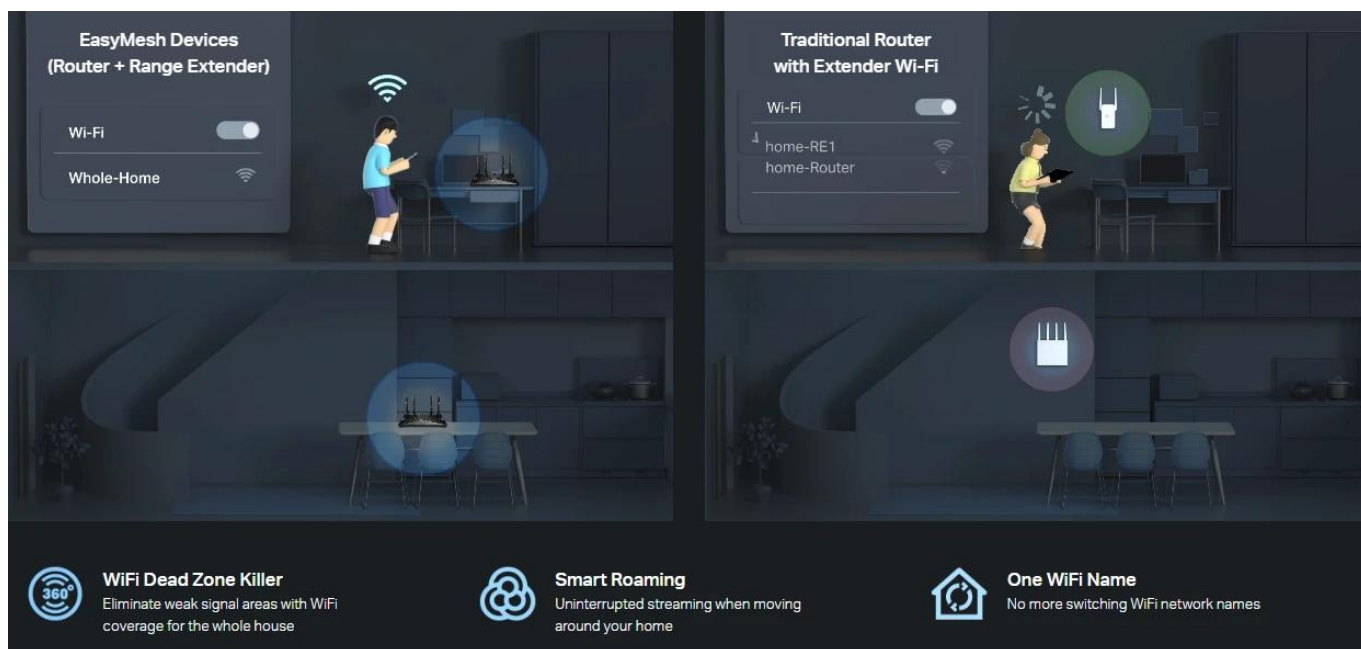 EasyMesh Devices
(Router + Range Extender)
Wi-Fi
Whole-Home
Traditional Router
with Extender Wi-Fi
Wi-Fi
home-RE1
home-Router
360°
WiFi Dead Zone Killer
Eliminate weak signal areas with WiFi
coverage for the whole house
Smart Roaming
Uninterrupted streaming when moving
around your home
One WiFi Name
No more switching WiFi network names